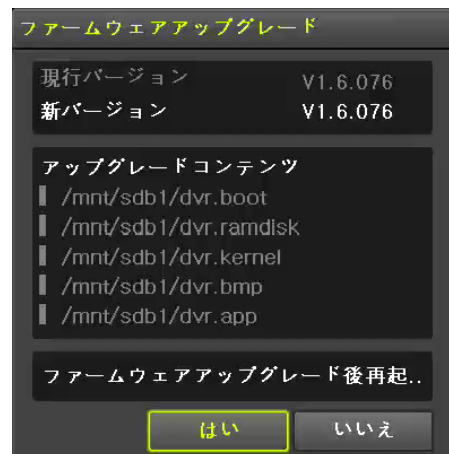 ファームウェアアップグレード
現行バージョン V1.6.076
新バージョン V1.6.076
アップグレードコンテンツ
/mnt/sdb1/dvr.boot
/mnt/sdb1/dvr.ramdisk
/mnt/sdb1/dvr.kernel
/mnt/sdb1/dvr.bmp
/mnt/sdb1/dvr.app
ファームウェアアップグレード後再起..
はい いいえ